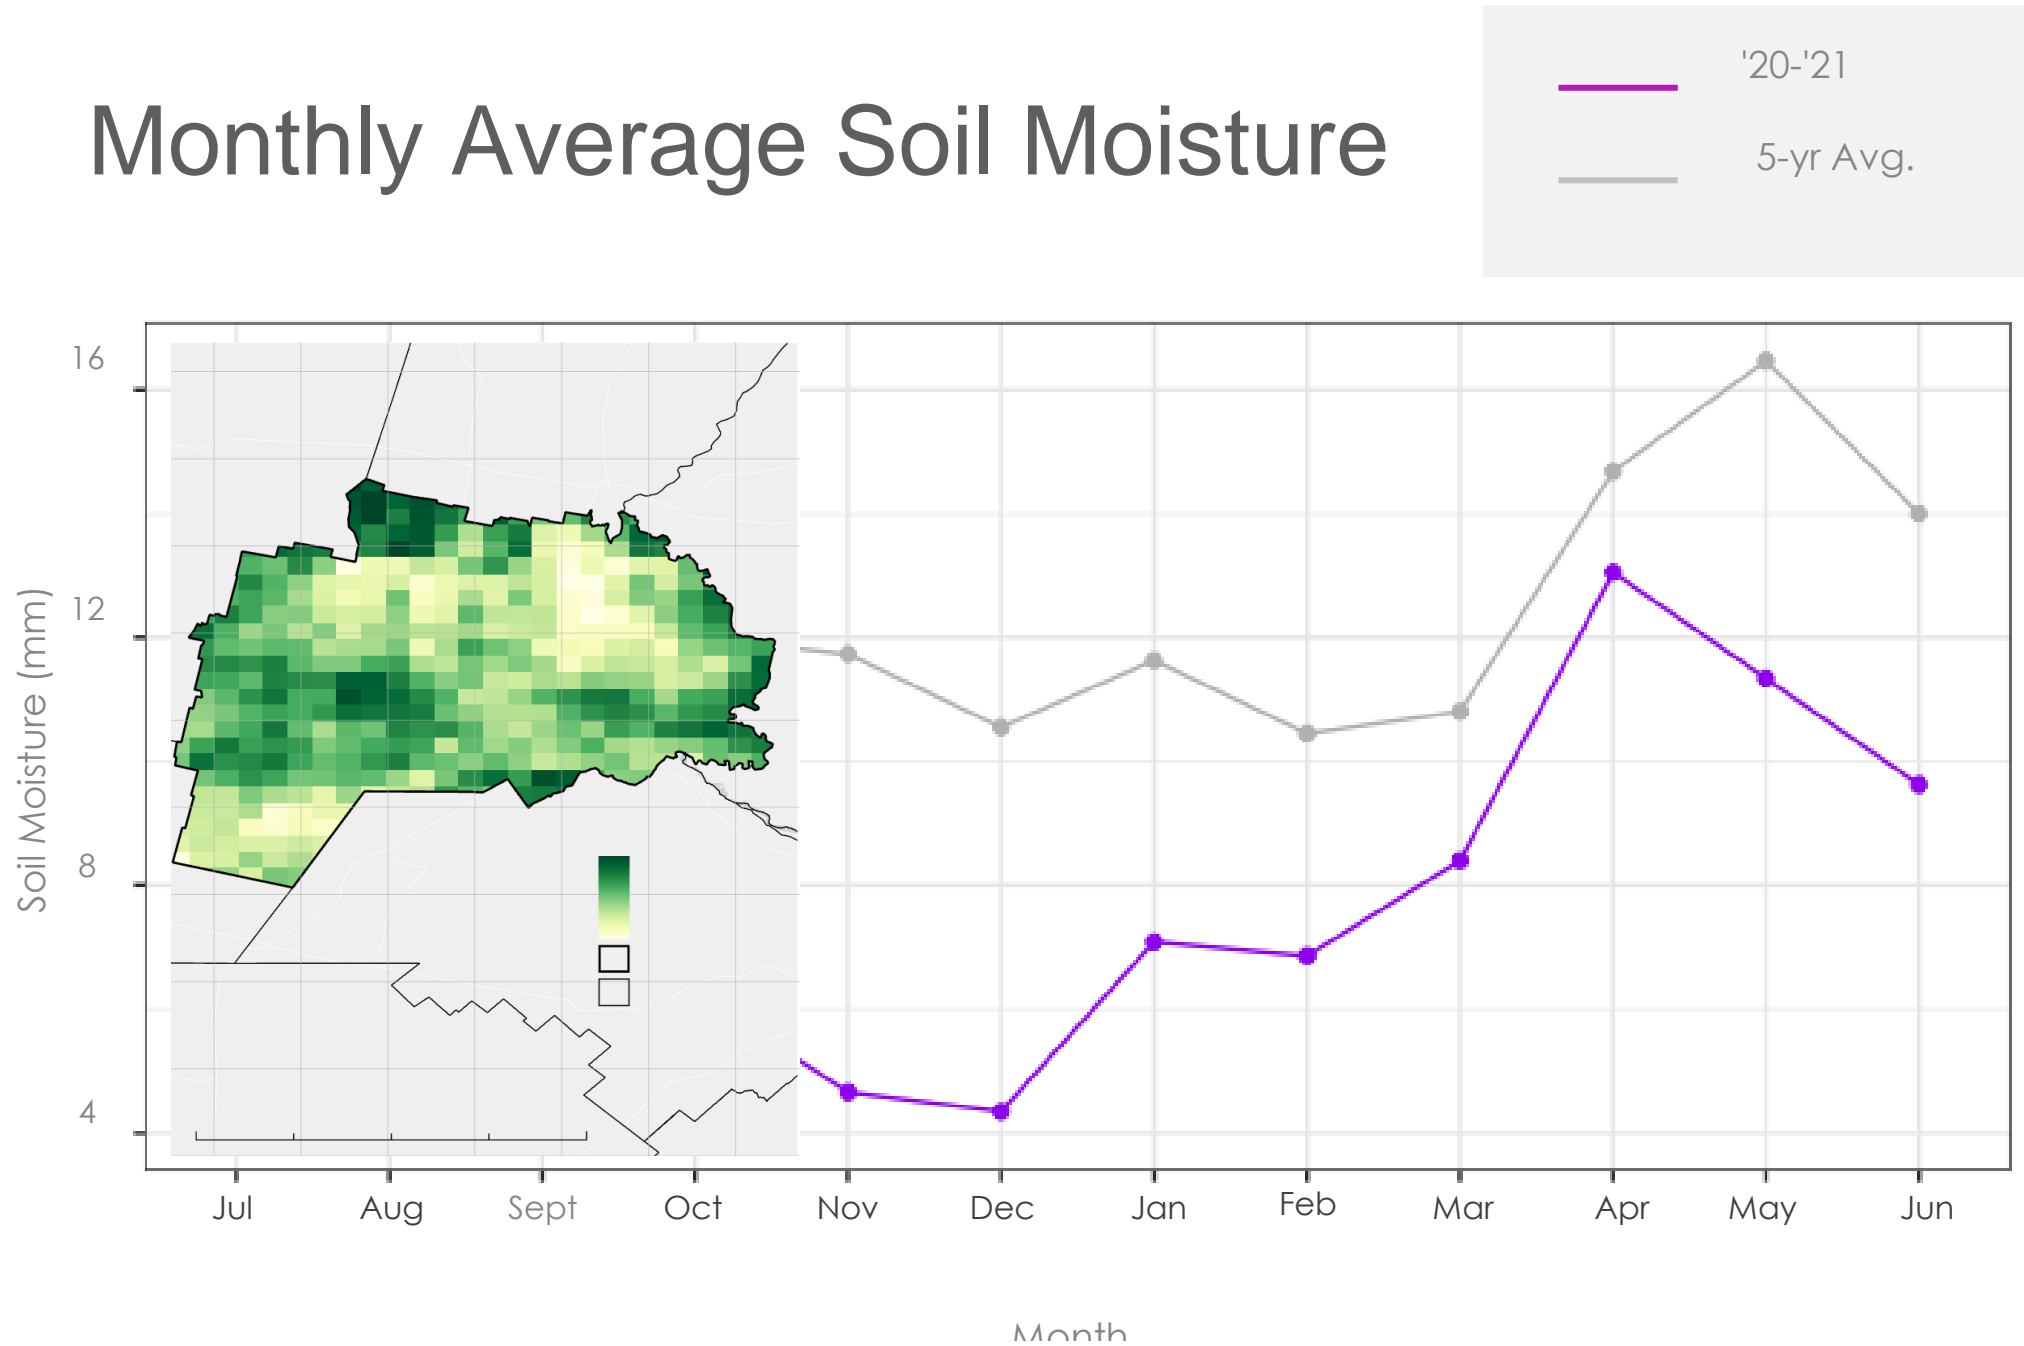 '20-'21
Monthly Average Soil Moisture
5-yr Avg.
16
12
8
4
Soil Moisture (mm)
Jul Aug Sept Oct Nov Dec Jan Feb Mar Apr May Jun
Month